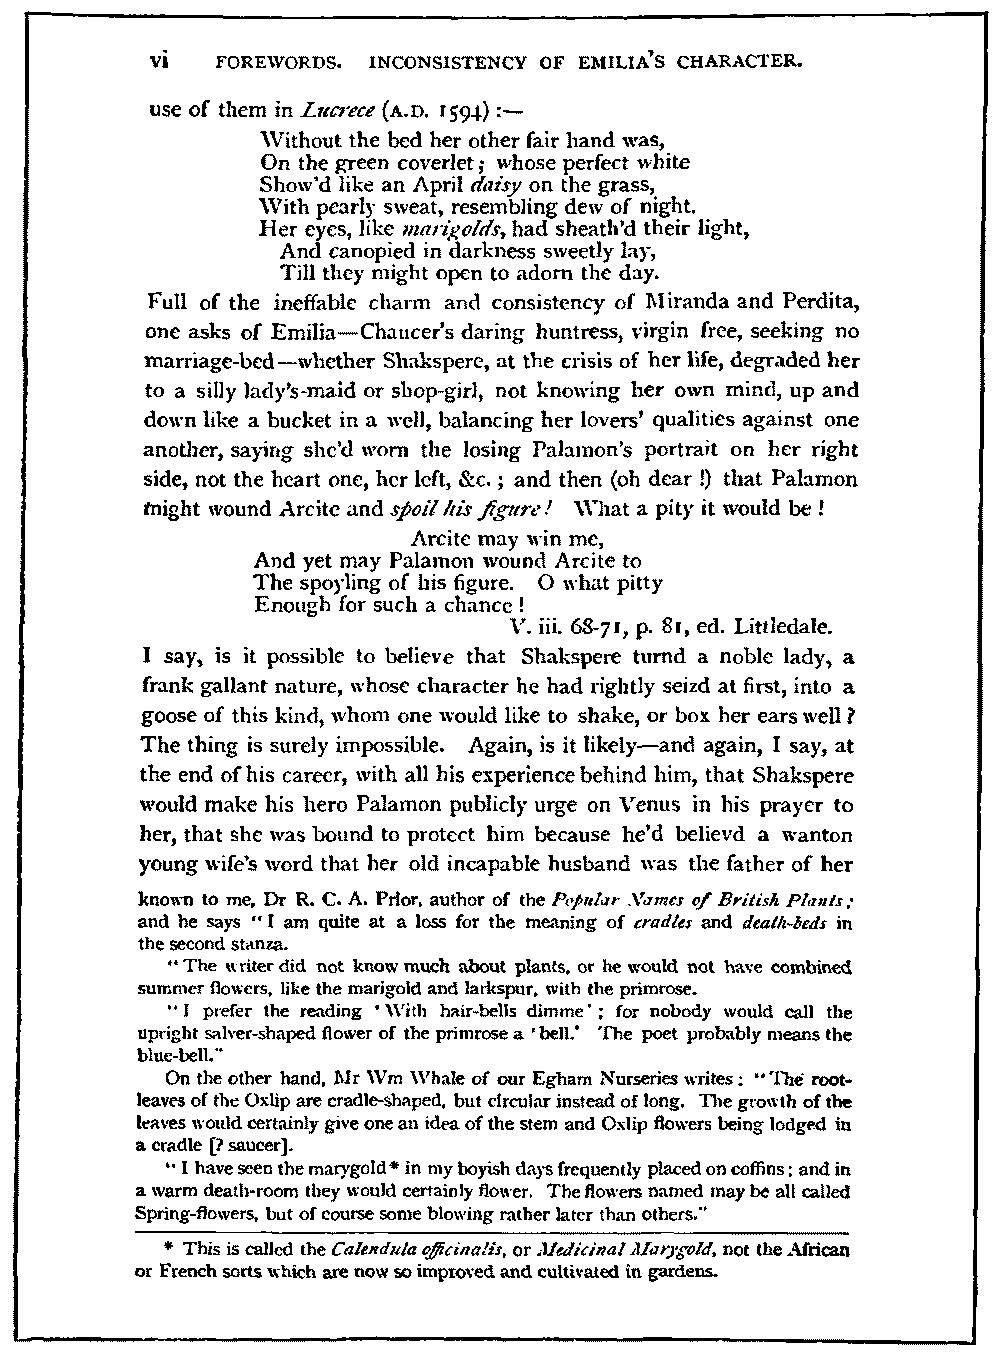 vi FOREWORDS. INCONSISTENCY OF EMILIA'S CHARACTER.
use of them in Lucrece (A.D. 1594) :—
Without the bed her other fair hand was,
On the green coverlet; whose perfect white
Show'd like an April daisy on the grass,
With pearly sweat, resembling dew of night.
Her eyes, like marigolds, had sheath'd their light,
And canopied in darkness sweetly lay,
Till they might open to adorn the day.
Full of the ineffable charm and consistency of Miranda and Perdita,
one asks of Emilia—Chaucer's daring huntress, virgin free, seeking no
marriage-bed—whether Shakspere, at the crisis of her life, degraded her
to a silly lady's-maid or shop-girl, not knowing her own mind, up and
down like a bucket in a well, balancing her lovers' qualities against one
another, saying she'd worn the losing Palamon's portrait on her right
side, not the heart one, her left, &c. ; and then (oh dear !) that Palamon
might wound Arcite and spoil his figure! What a pity it would be !
Arcite may win me,
And yet may Palamon wound Arcite to
The spoyling of his figure. O what pitty
Enough for such a chance !
V. iii. 68-71, p. 81, ed. Littledale.
I say, is it possible to believe that Shakspere turnd a noble lady, a
frank gallant nature, whose character he had rightly seizd at first, into a
goose of this kind, whom one would like to shake, or box her ears well ?
The thing is surely impossible. Again, is it likely—and again, I say, at
the end of his career, with all his experience behind him, that Shakspere
would make his hero Palamon publicly urge on Venus in his prayer to
her, that she was bound to protect him because he'd believd a wanton
young wife's word that her old incapable husband was the father of her
known to me, Dr R. C. A. Prior, author of the Popular Names of British Plants;
and he says "I am quite at a loss for the meaning of cradles and death-beds in
the second stanza.
"The writer did not know much about plants, or he would not have combined
summer flowers, like the marigold and larkspur, with the primrose.
"I prefer the reading 'With hair-bells dimme'; for nobody would call the
upright salver-shaped flower of the primrose a 'bell.' The poet probably means the
blue-bell."
On the other hand, Mr Wm Whale of our Egham Nurseries writes: "The root-
leaves of the Oxlip are cradle-shaped, but circular instead of long. The growth of the
leaves would certainly give one an idea of the stem and Oxlip flowers being lodged in
a cradle [? saucer].
"I have seen the marygold* in my boyish days frequently placed on coffins; and in
a warm death-room they would certainly flower. The flowers named may be all called
Spring-flowers, but of course some blowing rather later than others."
* This is called the Calendula officinalis, or Medicinal Marygold, not the African
or French sorts which are now so improved and cultivated in gardens.